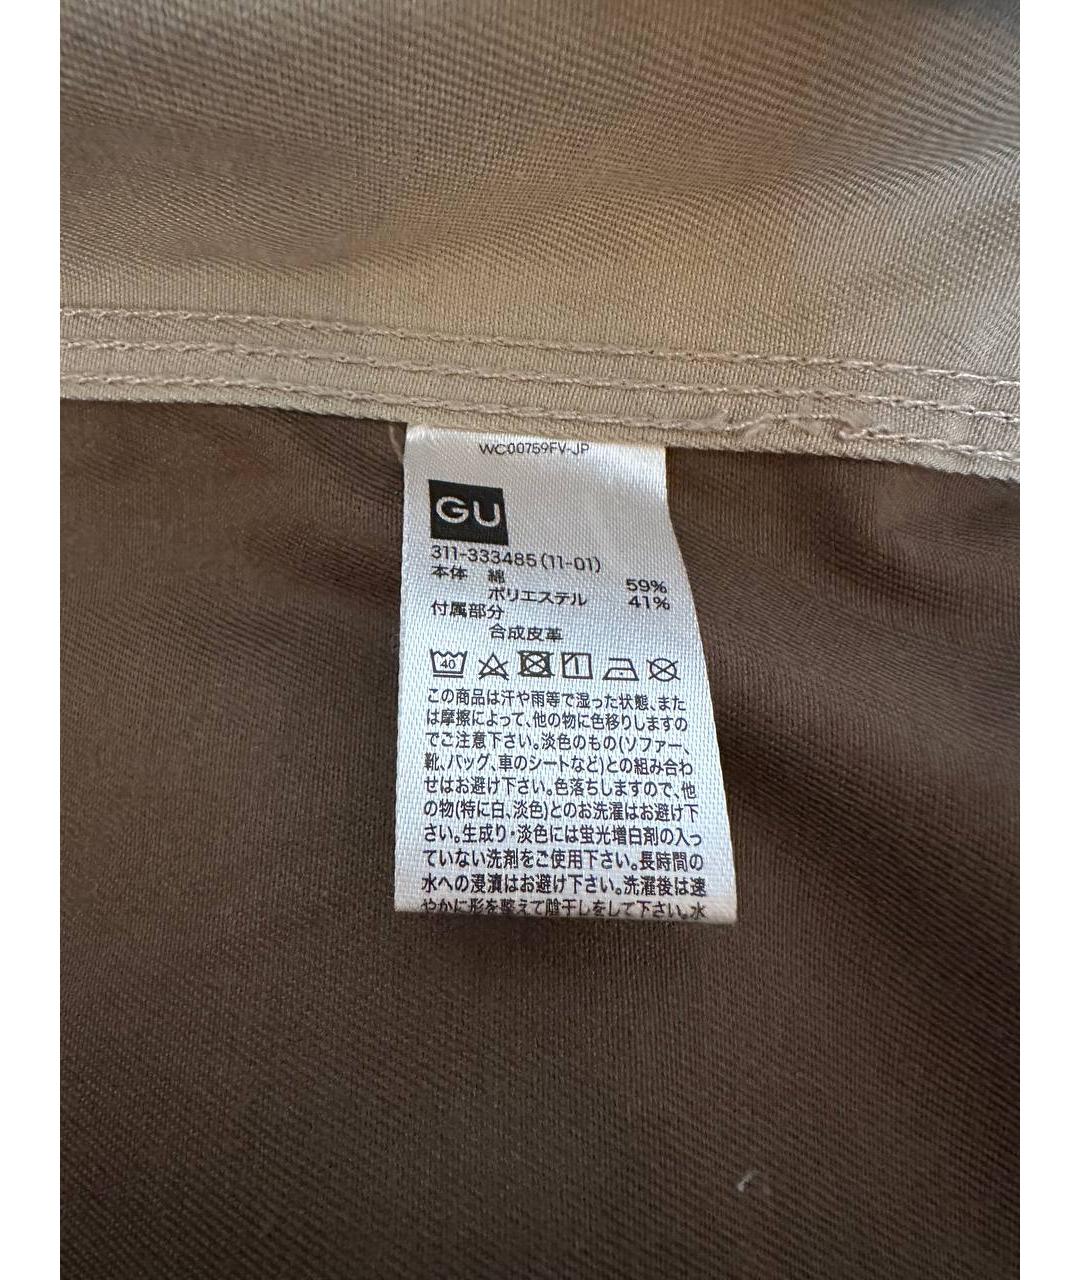 WC00759FV-JP
GU
311-333485(11-01)
本体 綿 59%
ポリエステル 41%
付属部分
合成皮革
40
この商品は汗や雨等で湿った状態、また
は摩擦によって、他の物に色移りしますの
でご注意下さい。淡色のもの(ソファー、
靴、バッグ、車のシートなど)との組み合わ
せはお避け下さい。色落ちしますので、他
の物(特に白、淡色)とのお洗濯はお避け下
さい。生成り・淡色には蛍光増白剤の入っ
ていない洗剤をご使用下さい。長時間の
水への浸漬はお避け下さい。洗濯後は速
やかに形を整えて陰干しをして下さい。水